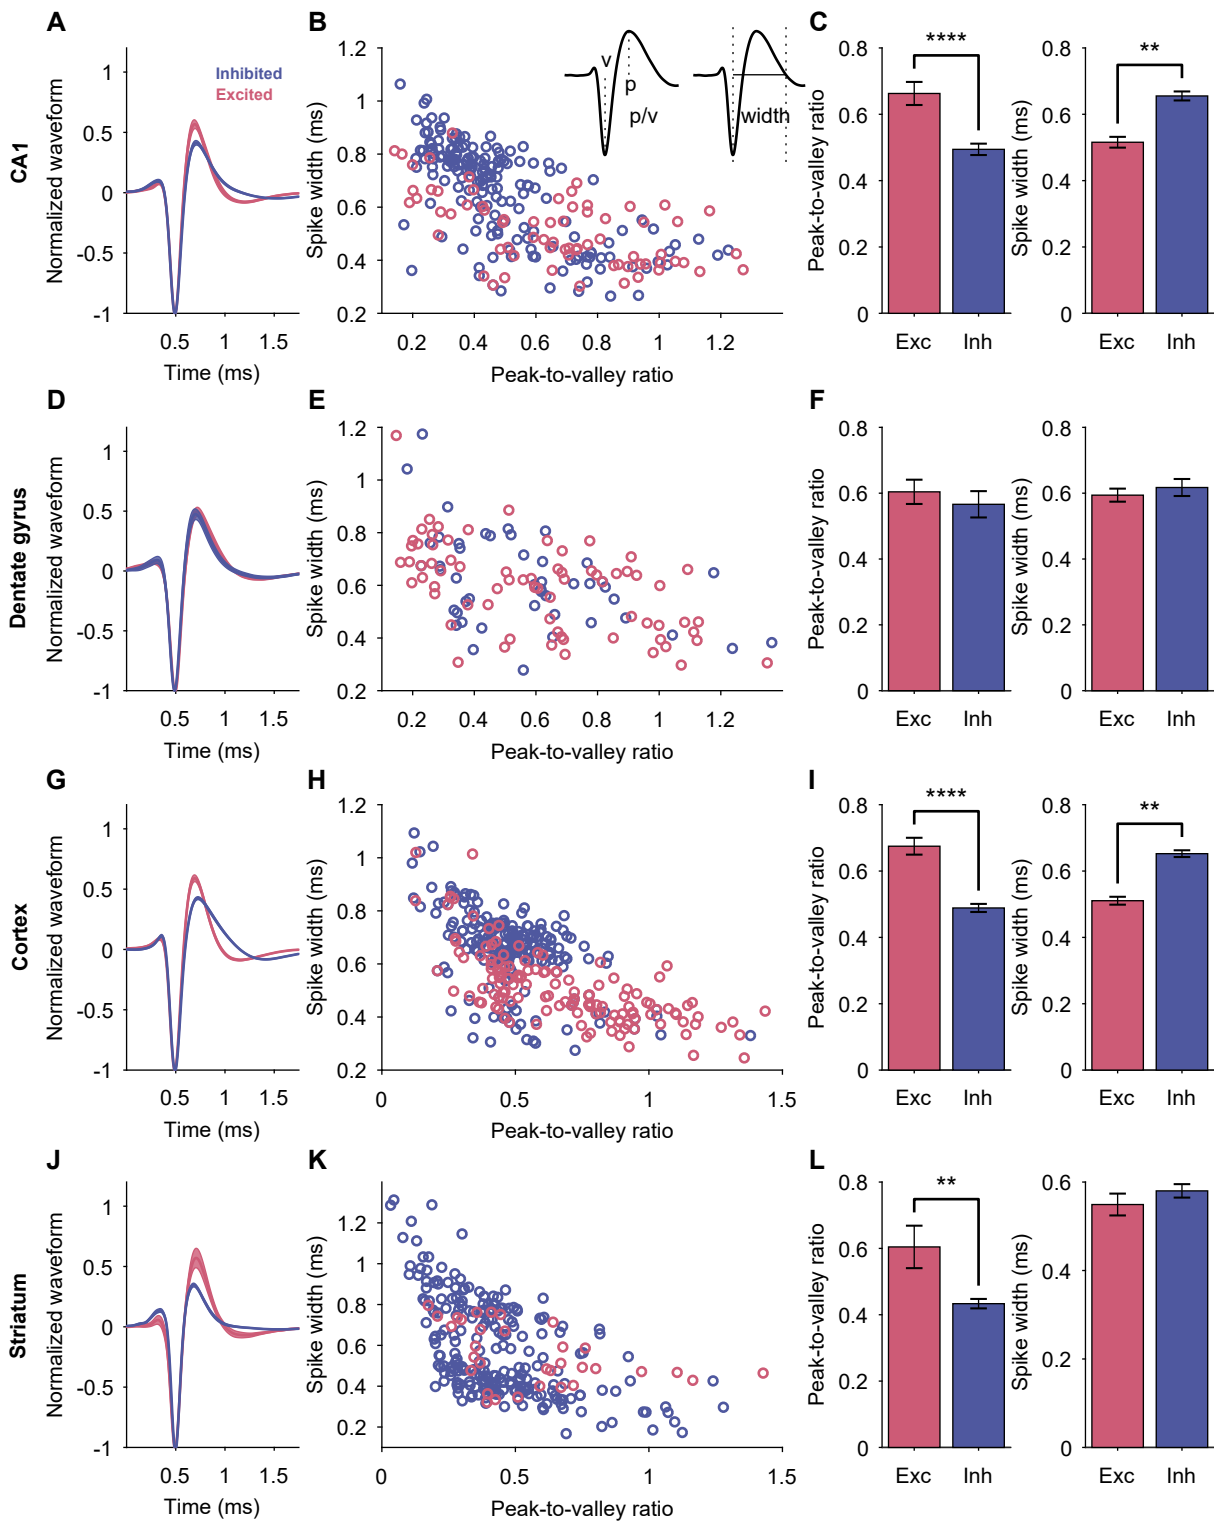 A
B
C
CA1
Normalized waveform
1
0.5
0
-0.5
-1
0.5
1
1.5
Time (ms)
Inhibited
Excited
Spike width (ms)
1.2
1
0.8
0.6
0.4
0.2
0.2
0.4
0.6
0.8
1
1.2
Peak-to-valley ratio
v
p
p/v
width
Peak-to-valley ratio
0.8
0.6
0.4
0.2
0
****
Exc
Inh
Spike width (ms)
0.8
0.6
0.4
0.2
0
**
Exc
Inh
D
E
F
Dentate gyrus
Normalized waveform
1
0.5
0
-0.5
-1
0.5
1
1.5
Time (ms)
Spike width (ms)
1.2
1
0.8
0.6
0.4
0.2
0.2
0.4
0.6
0.8
1
1.2
Peak-to-valley ratio
Peak-to-valley ratio
0.8
0.6
0.4
0.2
0
Exc
Inh
Spike width (ms)
0.8
0.6
0.4
0.2
0
Exc
Inh
G
H
I
Cortex
Normalized waveform
1
0.5
0
-0.5
-1
0.5
1
1.5
Time (ms)
Spike width (ms)
1.2
1
0.8
0.6
0.4
0.2
0
0.5
1
1.5
Peak-to-valley ratio
Peak-to-valley ratio
0.8
0.6
0.4
0.2
0
****
Exc
Inh
Spike width (ms)
0.8
0.6
0.4
0.2
0
**
Exc
Inh
J
K
L
Striatum
Normalized waveform
1
0.5
0
-0.5
-1
0.5
1
1.5
Time (ms)
Spike width (ms)
1.2
1
0.8
0.6
0.4
0.2
0
0.5
1
1.5
Peak-to-valley ratio
Peak-to-valley ratio
0.8
0.6
0.4
0.2
0
**
Exc
Inh
Spike width (ms)
0.6
0.4
0.2
0
Exc
Inh